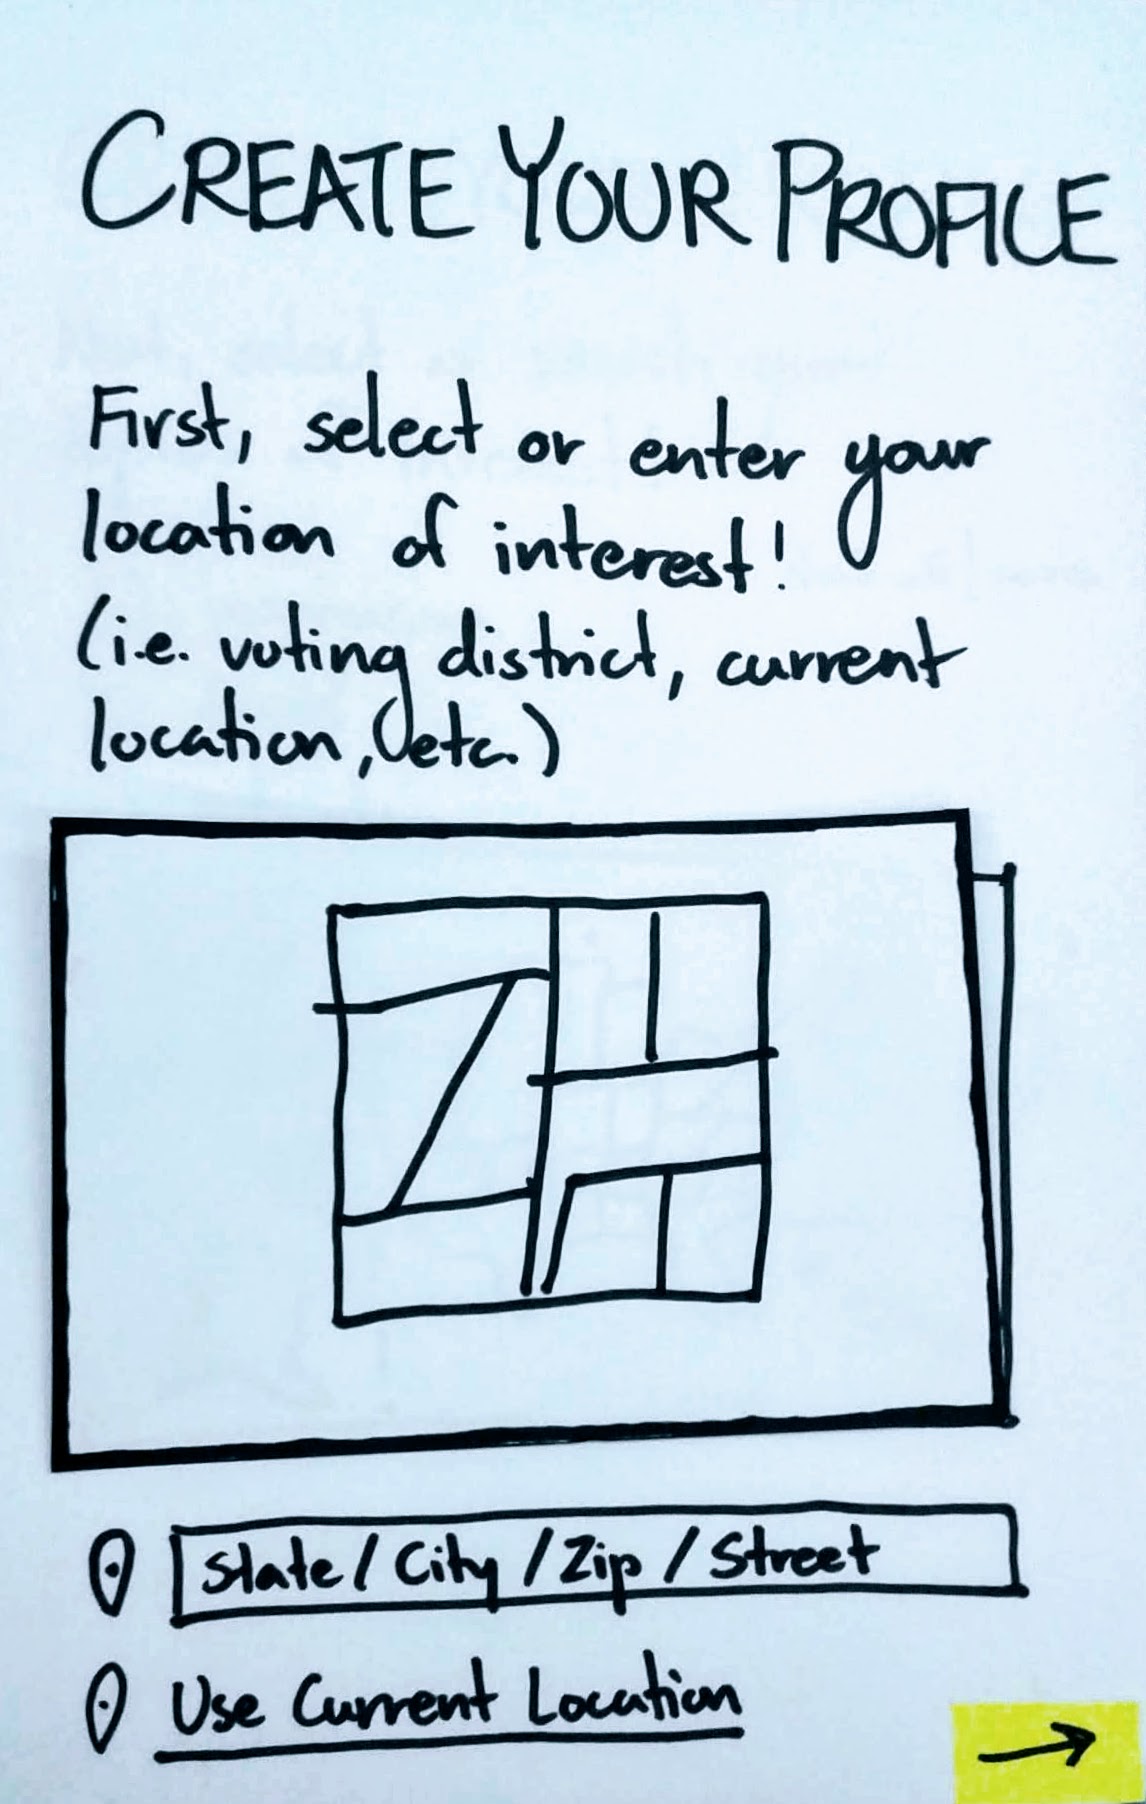 CREATE YOUR PROFILE
First, select or enter your
location of interest!
(i.e. voting district, current
location, etc.)
State / City / Zip / Street
Use Current Location